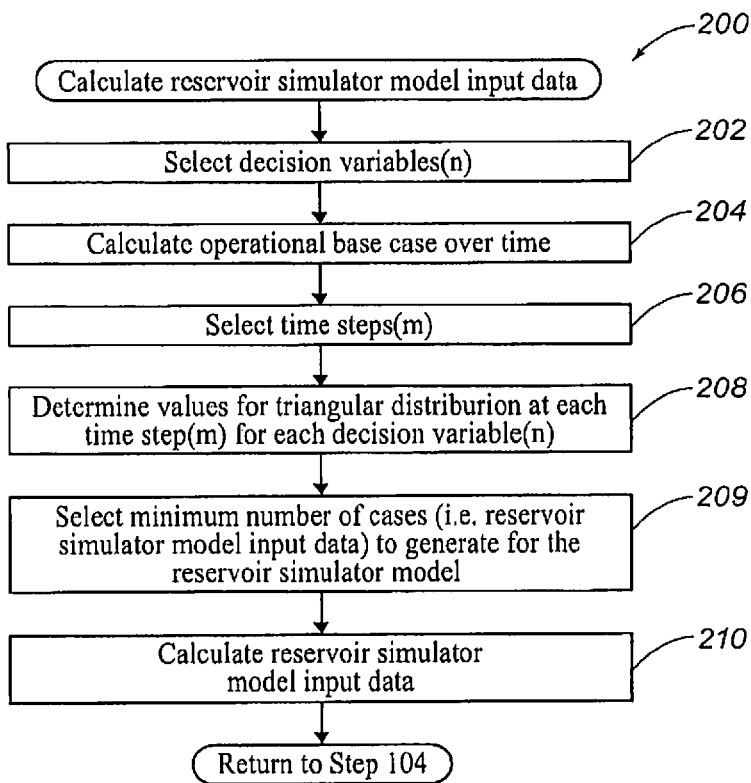 200
Calculate reservoir simulator model input data
202
Select decision variables(n)
204
Calculate operational base case over time
206
Select time steps(m)
208
Determine values for triangular distriburion at each
time step(m) for each decision variable(n)
209
Select minimum number of cases (i.e. reservoir
simulator model input data) to generate for the
reservoir simulator model
210
Calculate reservoir simulator
model input data
Return to Step 104